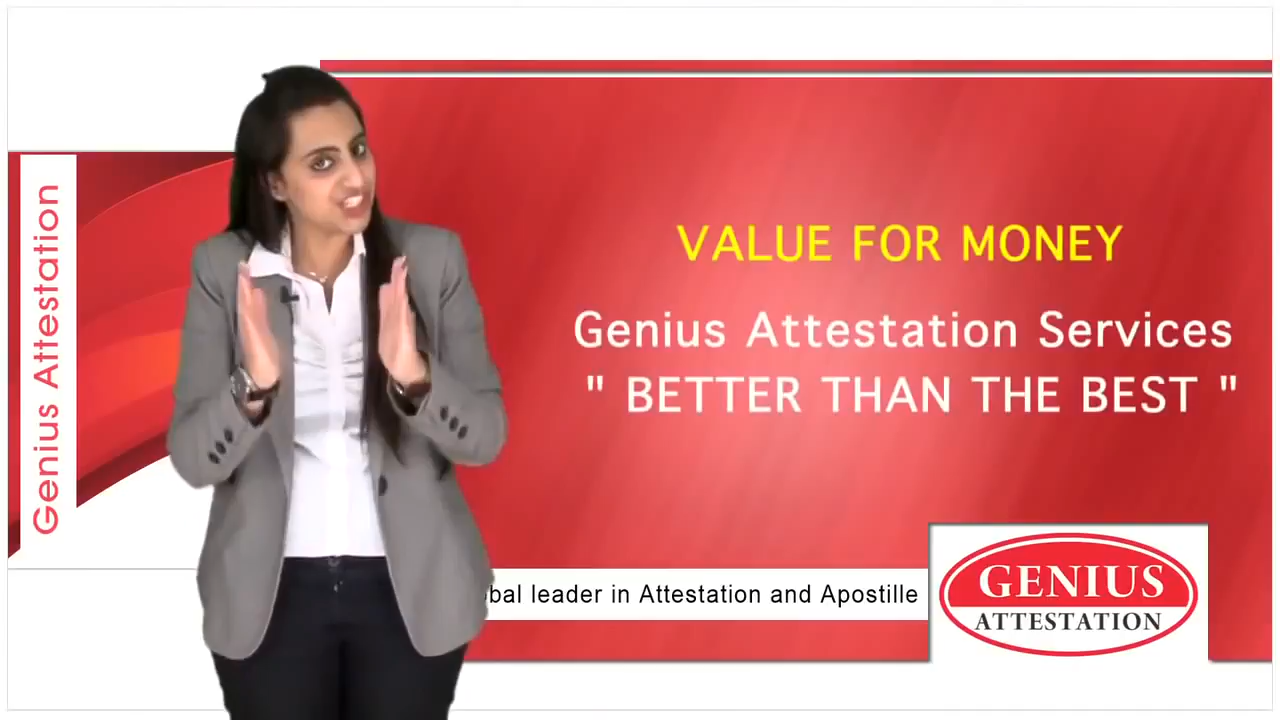 Genius Attestation
VALUE FOR MONEY
Genius Attestation Services
" BETTER THAN THE BEST "
leader in Attestation and Apostille
GENIUS
ATTESTATION